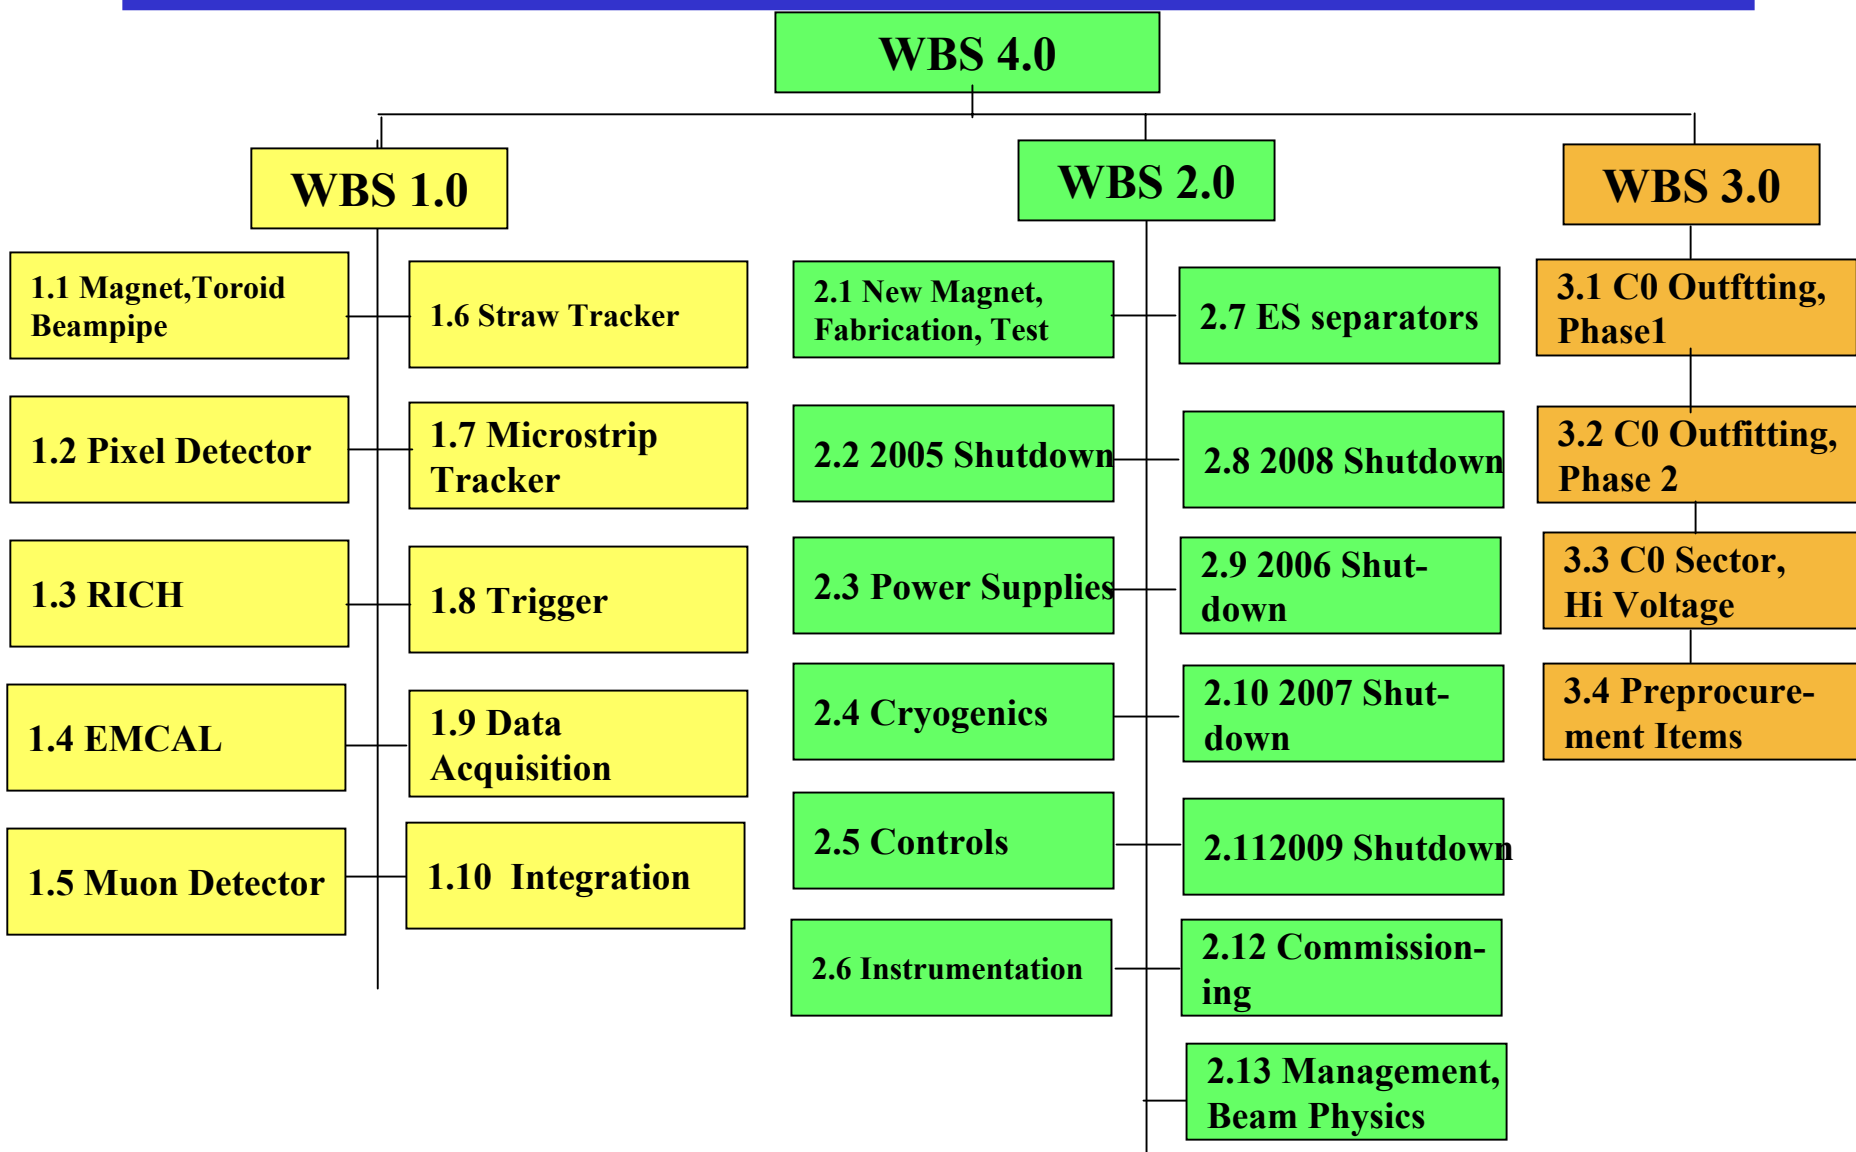 WBS 4.0
WBS 1.0
WBS 2.0
WBS 3.0
1.1 Magnet,Toroid
Beampipe
1.2 Pixel Detector
1.3 RICH
1.4 EMCAL
1.5 Muon Detector
1.6 Straw Tracker
1.7 Microstrip
Tracker
1.8 Trigger
1.9 Data
Acquisition
1.10 Integration
2.1 New Magnet,
Fabrication, Test
2.2 2005 Shutdown
2.3 Power Supplies
2.4 Cryogenics
2.5 Controls
2.6 Instrumentation
2.7 ES separators
2.8 2008 Shutdown
2.9 2006 Shut-
down
2.10 2007 Shut-
down
2.112009 Shutdown
2.12 Commission-
ing
2.13 Management,
Beam Physics
3.1 C0 Outftting,
Phase1
3.2 C0 Outfitting,
Phase 2
3.3 C0 Sector,
Hi Voltage
3.4 Preprocure-
ment Items